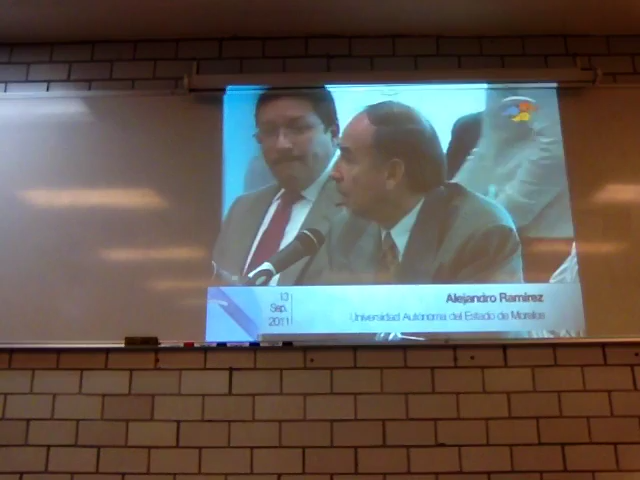 13
Sep.
2011
Alejandro Ramírez
Universidad Autónoma del Estado de Morelos